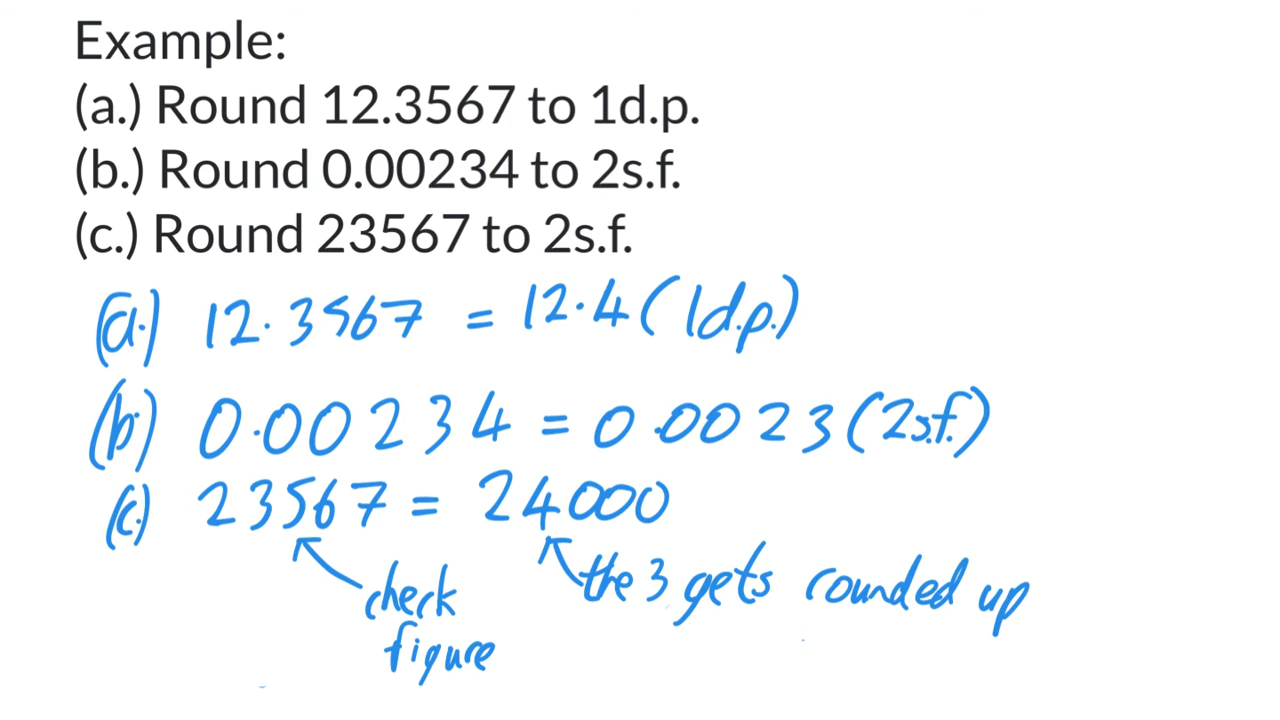 Example:
(a.) Round 12.3567 to 1d.p.
(b.) Round 0.00234 to 2s.f.
(c.) Round 23567 to 2s.f.
(a.) 12.3567 = 12.4 (1d.p.)
(b.) 0.00234 = 0.0023 (2s.f.)
(c.) 23567 = 24000
check
figure
the 3 gets rounded up